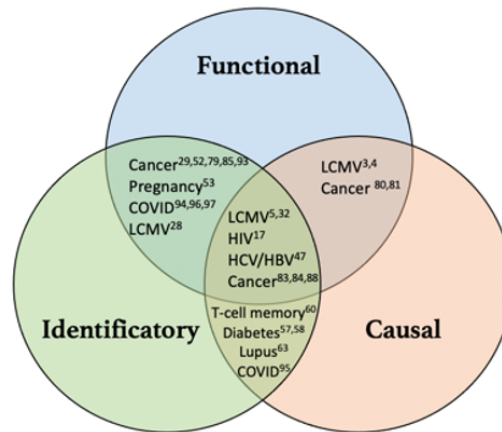 Functional
Cancer29,52,79,85,93
Pregnancy53
COVID94,96,97
LCMV28
LCMV3,4
Cancer 80,81
LCMV5,32
HIV17
HCV/HBV47
Cancer83,84,88
T-cell memory60
Diabetes57,58
Lupus63
COVID95
Identificatory
Causal